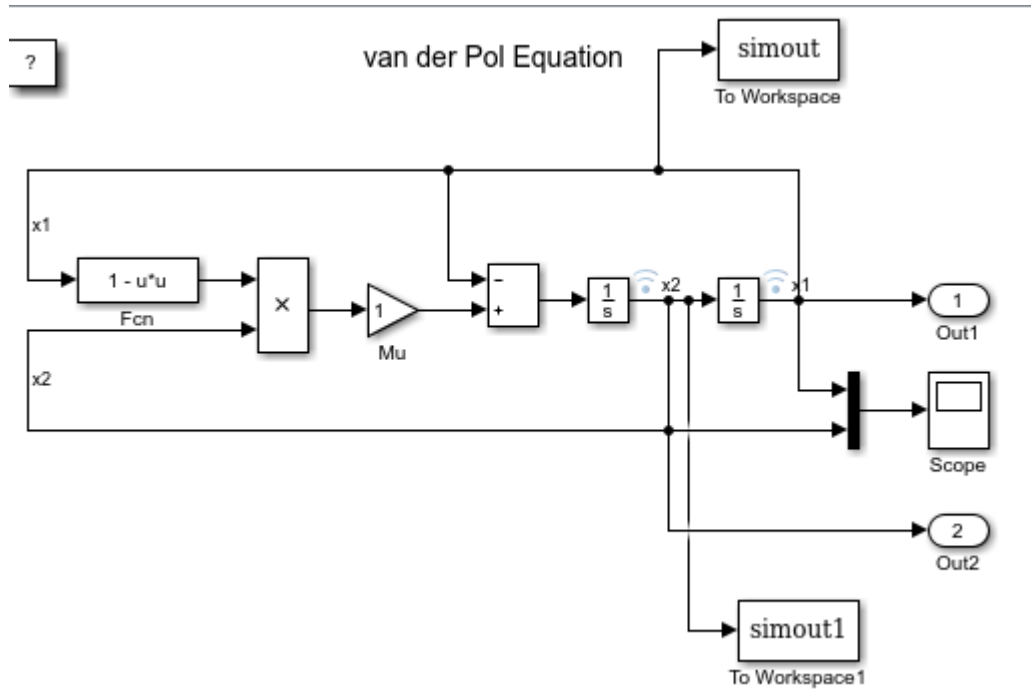 ?
van der Pol Equation
simout
To Workspace
x1
1 - u*u
Fcn
×
1
Mu
−
+
1
s
x2
1
s
x1
1
Out1
x2
Scope
2
Out2
simout1
To Workspace1